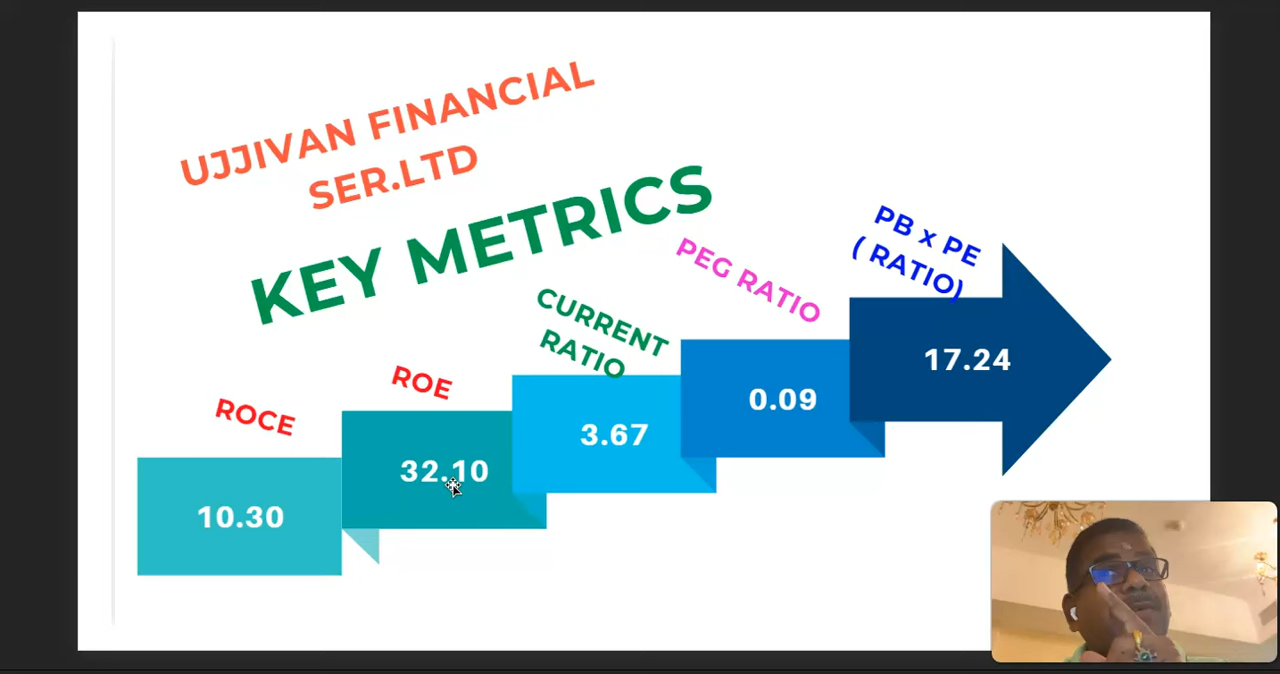 UJJIVAN FINANCIAL
SER.LTD
KEY METRICS
ROCE
10.30
ROE
32.10
CURRENT
RATIO
3.67
PEG RATIO
0.09
PB x PE
( RATIO)
17.24